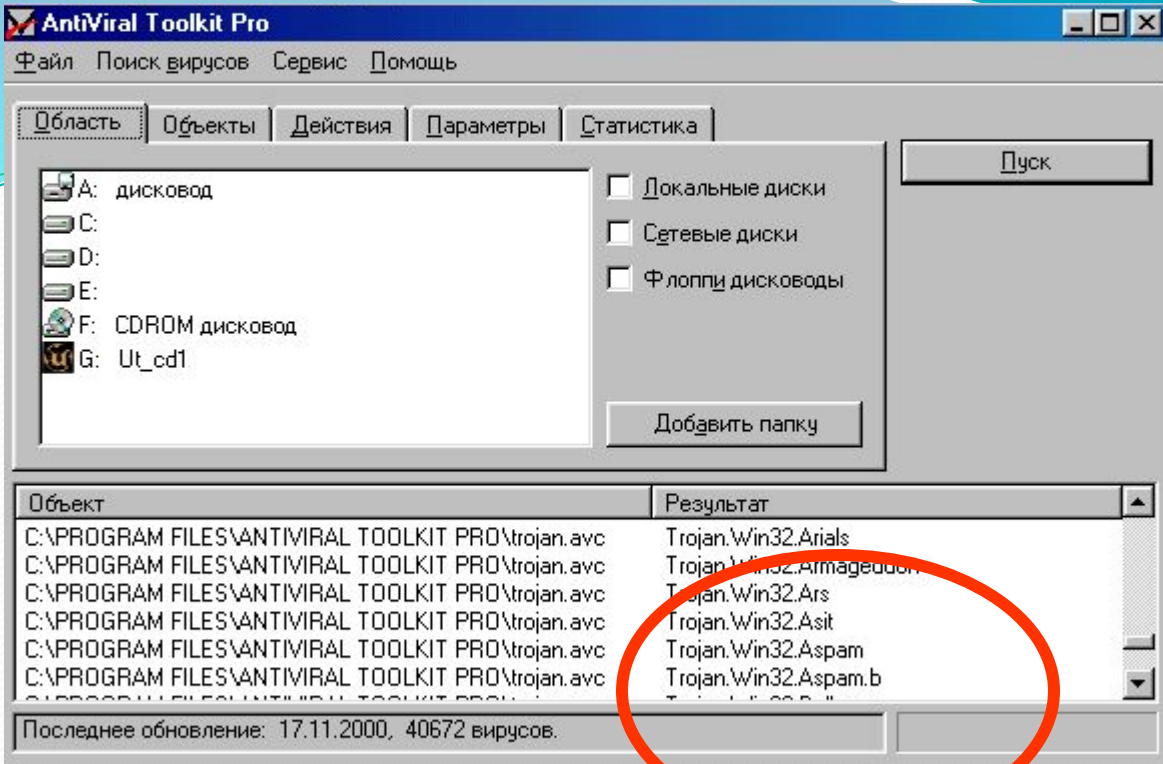 AntiViral Toolkit Pro
Файл Поиск вирусов Сервис Помощь
Область Объекты Действия Параметры Статистика
Пуск
A: дисковод
C:
D:
E:
F: CDROM дисковод
G: Ut_cd1
Локальные диски
Сетевые диски
Флоппи дисководы
Добавить папку
Объект Результат
C:\PROGRAM FILES\ANTIVIRAL TOOLKIT PRO\trojan.avc Trojan.Win32.Arials
C:\PROGRAM FILES\ANTIVIRAL TOOLKIT PRO\trojan.avc Trojan.Win32.Armageddon
C:\PROGRAM FILES\ANTIVIRAL TOOLKIT PRO\trojan.avc Trojan.Win32.Ars
C:\PROGRAM FILES\ANTIVIRAL TOOLKIT PRO\trojan.avc Trojan.Win32.Asit
C:\PROGRAM FILES\ANTIVIRAL TOOLKIT PRO\trojan.avc Trojan.Win32.Aspam
C:\PROGRAM FILES\ANTIVIRAL TOOLKIT PRO\trojan.avc Trojan.Win32.Aspam.b
Последнее обновление: 17.11.2000, 40672 вирусов.